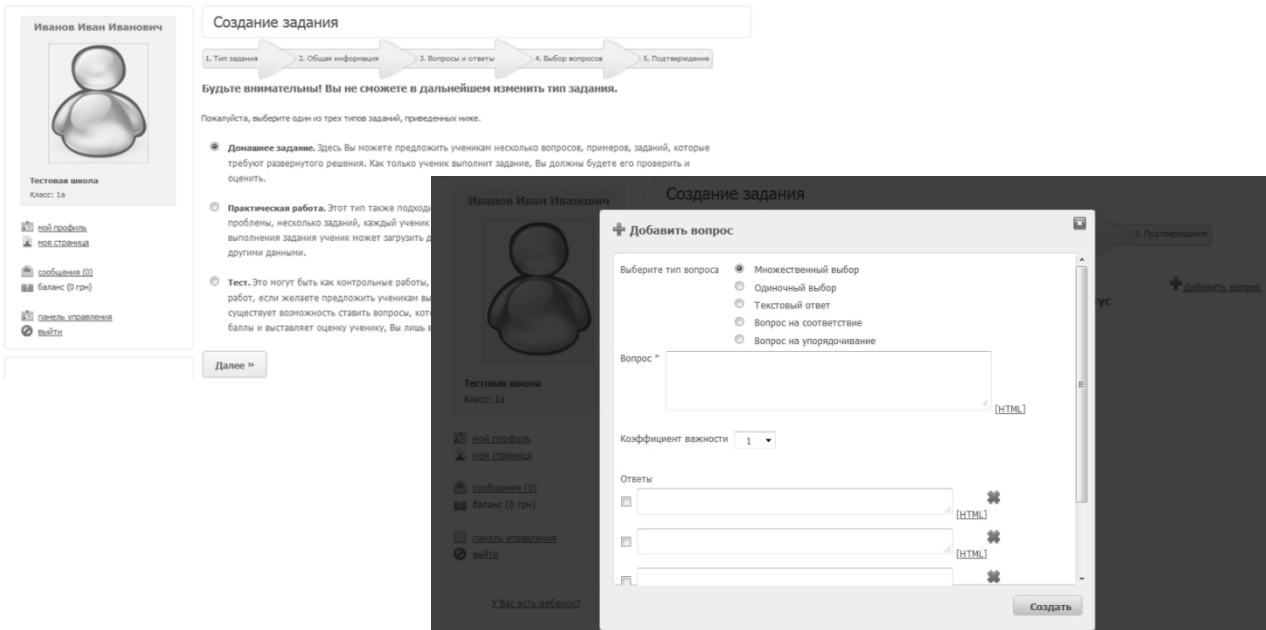 Иванов Иван Иванович
Тестовая школа
Класс: 1а
мой профиль
моя страница
сообщения (0)
баланс (0 грн)
панель управления
выйти
Создание задания
1. Тип задания
2. Общая информация
3. Вопросы и ответы
4. Выбор вопросов
5. Подтверждение
Будьте внимательны! Вы не сможете в дальнейшем изменить тип задания.
Пожалуйста, выберите один из трех типов заданий, приведенных ниже.
Домашнее задание. Здесь Вы можете предложить ученикам несколько вопросов, примеров, заданий, которые
требуют развернутого решения. Как только ученик выполнит задание, Вы должны будете его проверить и
оценить.
Практическая работа. Этот тип также подходи
проблемы, несколько заданий, каждый ученик
выполнения задания ученик может загрузить д
другими данными.
Тест. Это могут быть как контрольные работы,
работ, если желаете предложить ученикам вы
существует возможность ставить вопросы, кот
баллы и выставляет оценку ученику, Вы лишь в
Далее »
Иванов Иван Иванович
Тестовая школа
Класс: 1а
мой профиль
моя страница
сообщения (0)
баланс (0 грн)
панель управления
выйти
У Вас есть ребенок?
Создание задания
5. Подтверждение
Добавить вопрос
тус
Добавить вопрос
Выберите тип вопроса
Множественный выбор
Одиночный выбор
Текстовый ответ
Вопрос на соответствие
Вопрос на упорядочивание
Вопрос *
[HTML]
Коэффициент важности 1
Ответы
[HTML]
[HTML]
Создать